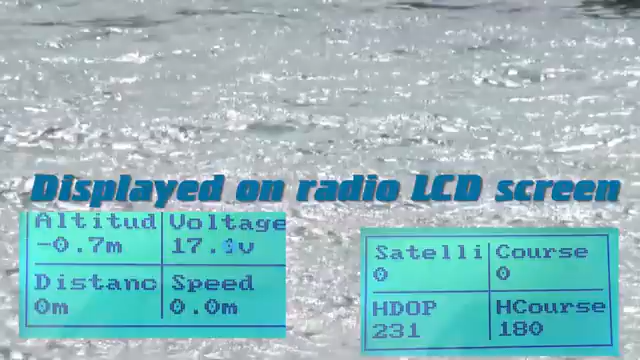 Displayed on radio LCD screen
Altitud Voltage
-0.7m
Distanc Speed
0m 0.0m
Satelli Course
0 0
HDOP HCourse
231 180